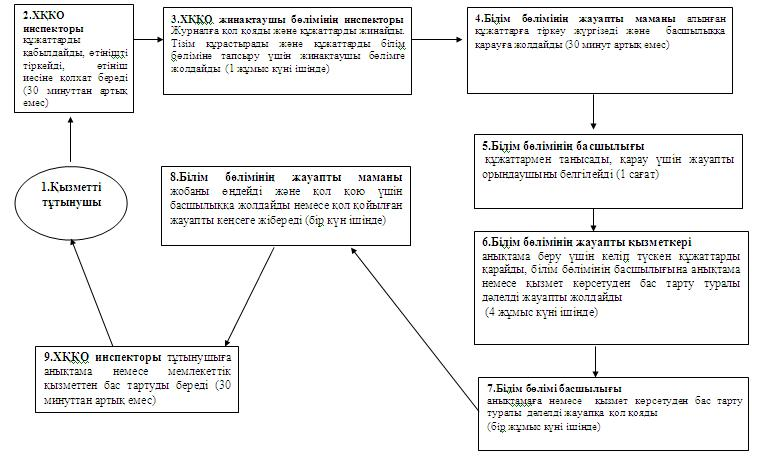 2.ХҚКО
инспекторы
құжаттарды
қабылдайды, өтінішті
тіркейді, өтініш
иесіне қолхат береді
(30 минуттан артық
емес)
3.ХҚКО жинақтаушы бөлімінің инспекторы
Журналға қол қояды және құжаттарды жинайды.
Тізім құрастырады және құжаттарды білім
бөліміне тапсыру үшін жинақтаушы бөлімге
жолдайды (1 жұмыс күні ішінде)
4.Бідім бөлімінің жауапты маманы алынған
құжаттарға тіркеу жүргізеді және басшылыққа
қарауға жолдайды (30 минут артық емес)
5.Бідім бөлімінің басшылығы
құжаттармен танысады, қарау үшін жауапты
орындаушыны белгілейді (1 сағат)
6.Бідім бөлімінің жауапты қызметкері
анықтама беру үшін келіп түскен құжаттарды
қарайды, білім бөлімінің басшылығына анықтама
немесе қызмет көрсетуден бас тарту туралы
дәлелді жауапты жолдайды
(4 жұмыс күні ішінде)
7.Бідім бөлімі басшылығы
анықтамаға немесе қызмет көрсетуден бас тарту
туралы дәлелді жауапқа қол қояды
(бір жұмыс күні ішінде)
8.Білім бөлімінің жауапты маманы
жобаны өңдейді және қол қою үшін
басшылыққа жолдайды немесе қол қойылған
жауапты кеңсеге жібереді (бір күн ішінде)
1.Қызметті
тұтынушы
9.ХҚКО инспекторы тұтынушыға
анықтама немесе мемлекеттік
қызметтен бас тартуды береді (30
минуттан артық емес)